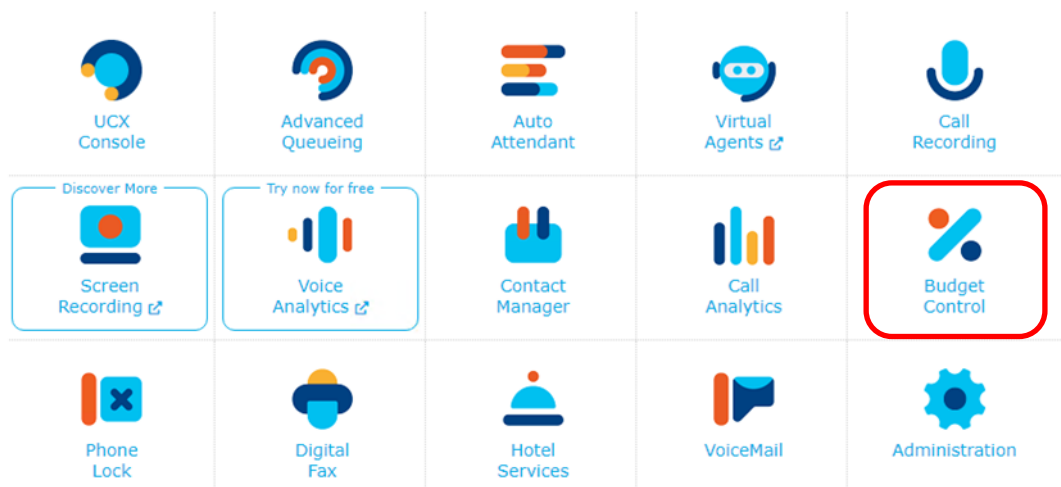 UCX
Console
Advanced
Queueing
Auto
Attendant
Virtual
Agents
Call
Recording
Discover More
Screen
Recording
Try now for free
Voice
Analytics
Contact
Manager
Call
Analytics
Budget
Control
Phone
Lock
Digital
Fax
Hotel
Services
VoiceMail
Administration